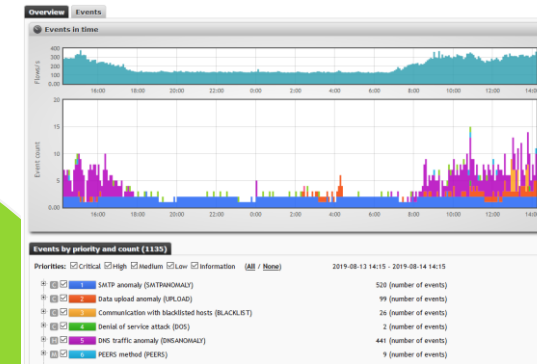 Overview Events
Events in time
400
300
200
100
0.00
Flows/s
16:00 18:00 20:00 22:00 0:00 2:00 4:00 6:00 8:00 10:00 12:00 14:00
20
15
10
5
0.00
Event count
16:00 18:00 20:00 22:00 0:00 2:00 4:00 6:00 8:00 10:00 12:00 14:0
Events by priority and count (1135)
Priorities: Critical High Medium Low Information (All / None) 2019-08-13 14:15 - 2019-08-14 14:15
C 1 SMTP anomaly (SMTPANOMALY) 520 (number of events)
C 2 Data upload anomaly (UPLOAD) 99 (number of events)
C 3 Communication with blacklisted hosts (BLACKLIST) 26 (number of events)
C 4 Denial of service attack (DOS) 2 (number of events)
H 5 DNS traffic anomaly (DNSANOMALY) 441 (number of events)
M 6 PEERS method (PEERS) 9 (number of events)